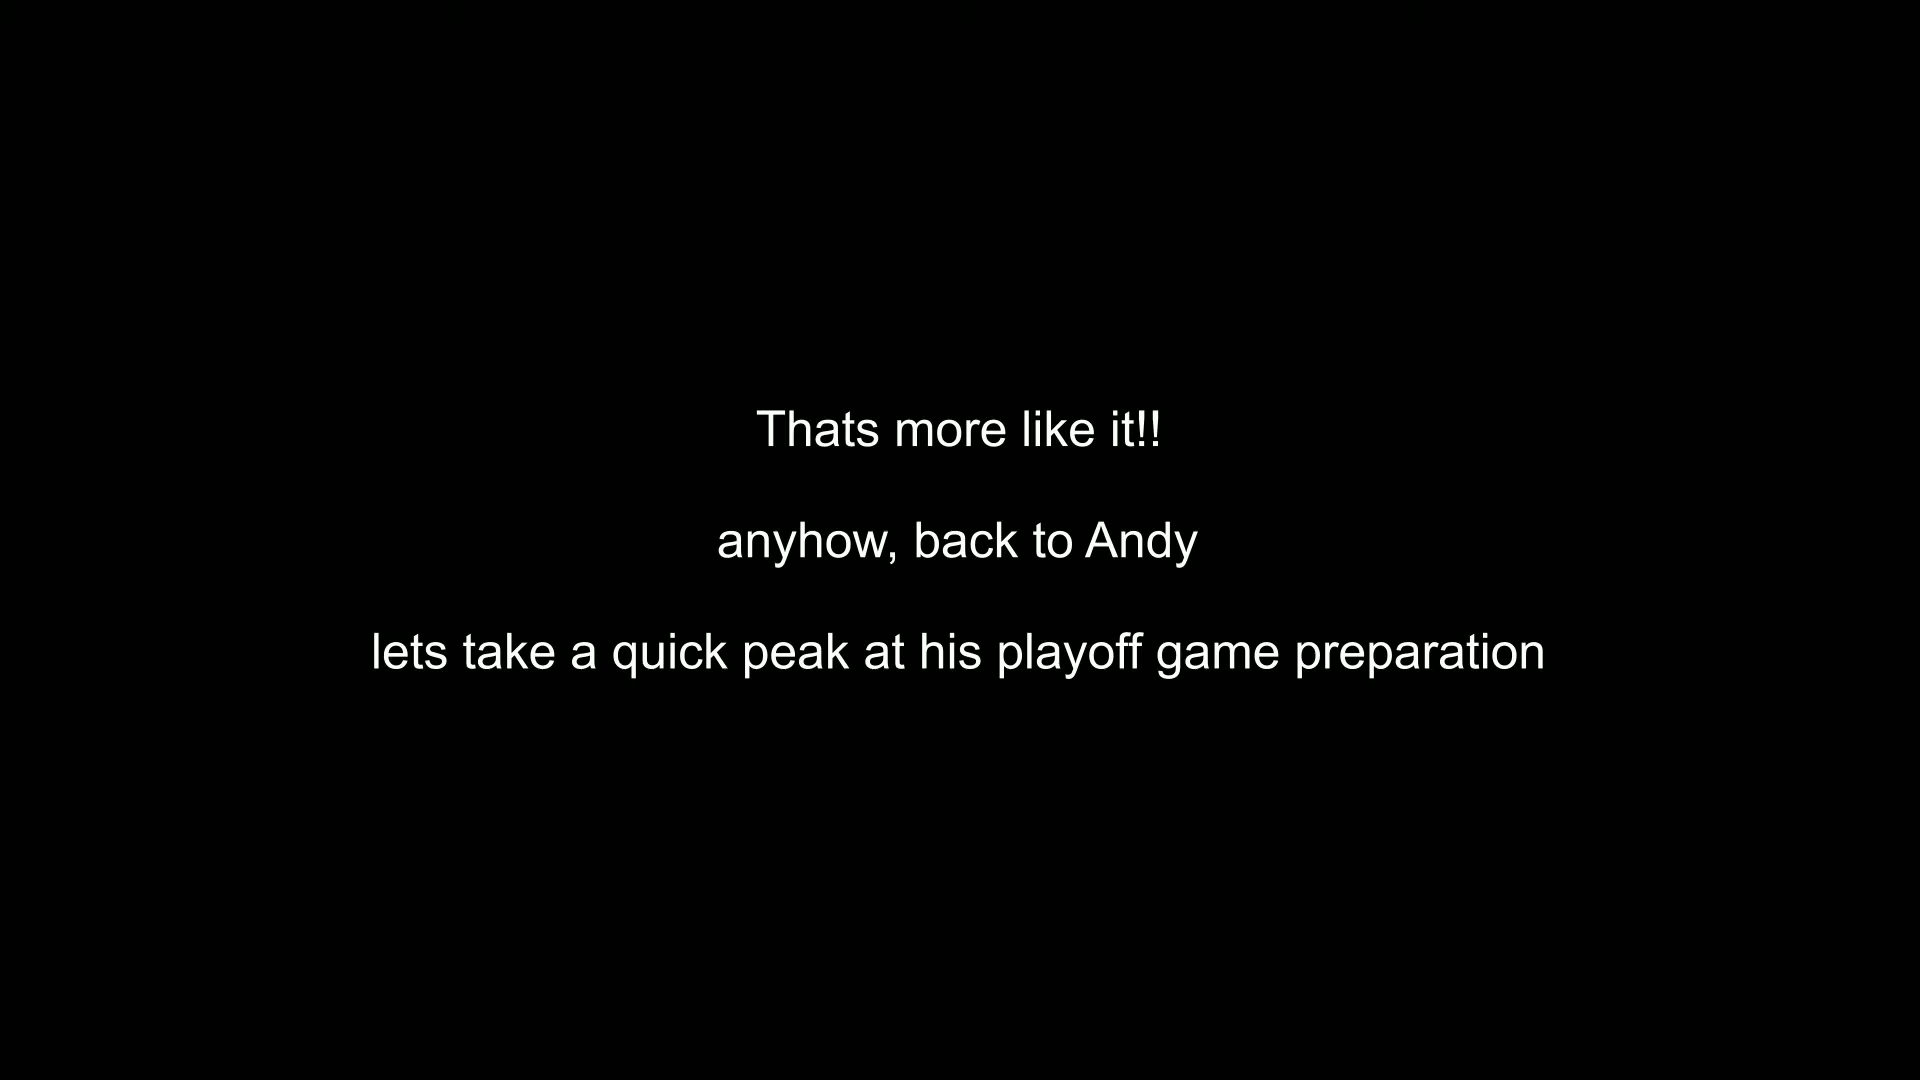 Thats more like it!!
anyhow, back to Andy
lets take a quick peak at his playoff game preparation